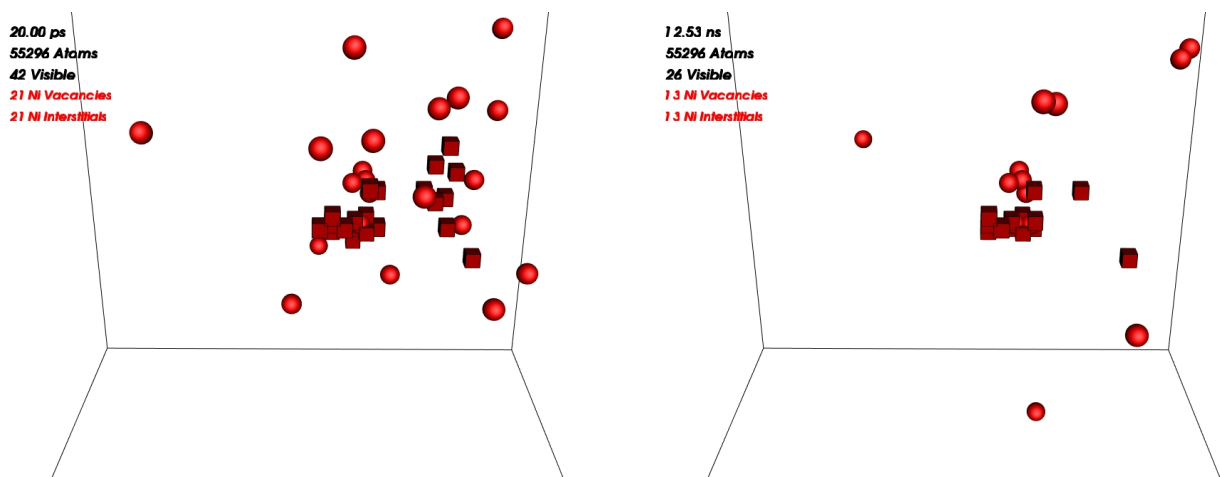 20.00 ps
55296 Atoms
42 Visible
21 Ni Vacancies
21 Ni Interstitials
12.53 ns
55296 Atoms
26 Visible
13 Ni Vacancies
13 Ni Interstitials